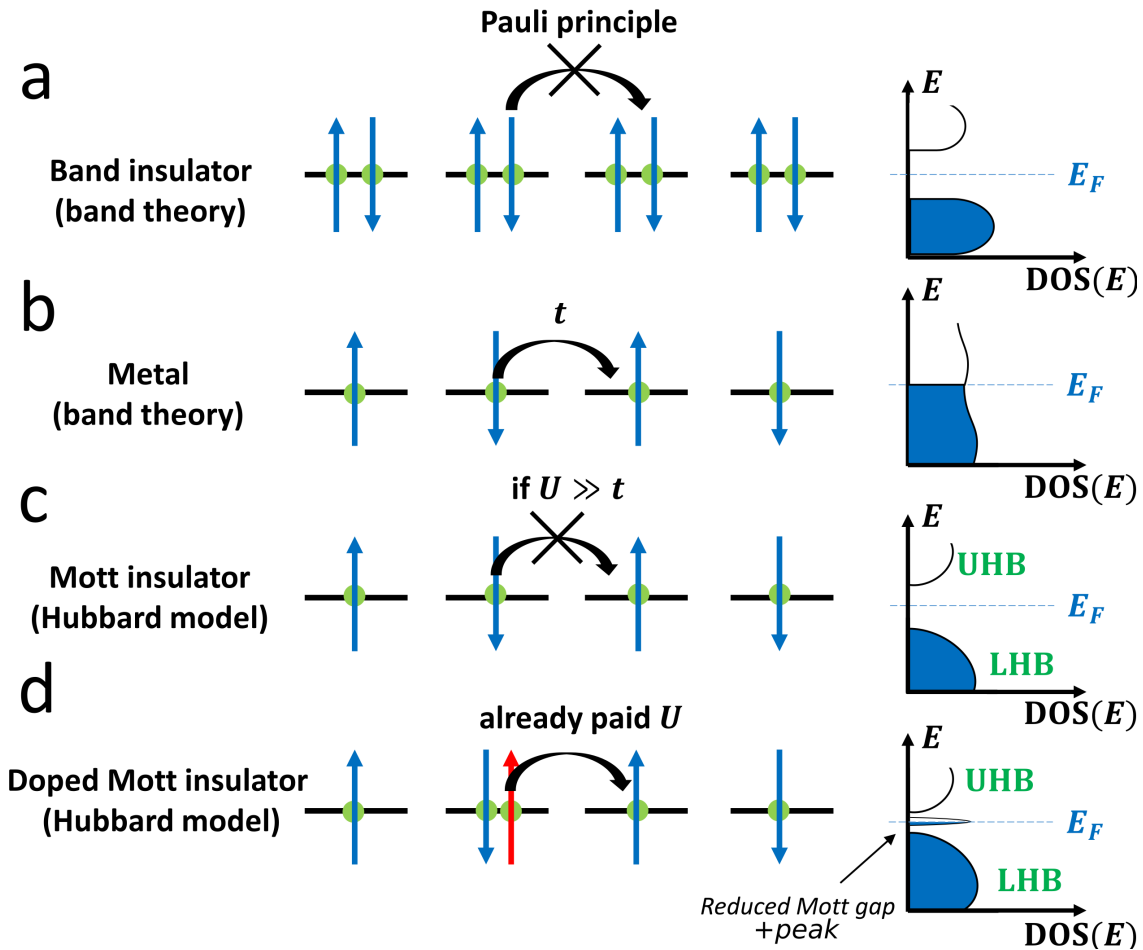 Pauli principle
a
E
Band insulator
(band theory)
E_F
DOS(E)
b
E
t
Metal
(band theory)
E_F
DOS(E)
c
if U ≫ t
E
Mott insulator
(Hubbard model)
UHB
E_F
LHB
DOS(E)
d
already paid U
E
Doped Mott insulator
(Hubbard model)
UHB
E_F
LHB
Reduced Mott gap
+peak
DOS(E)